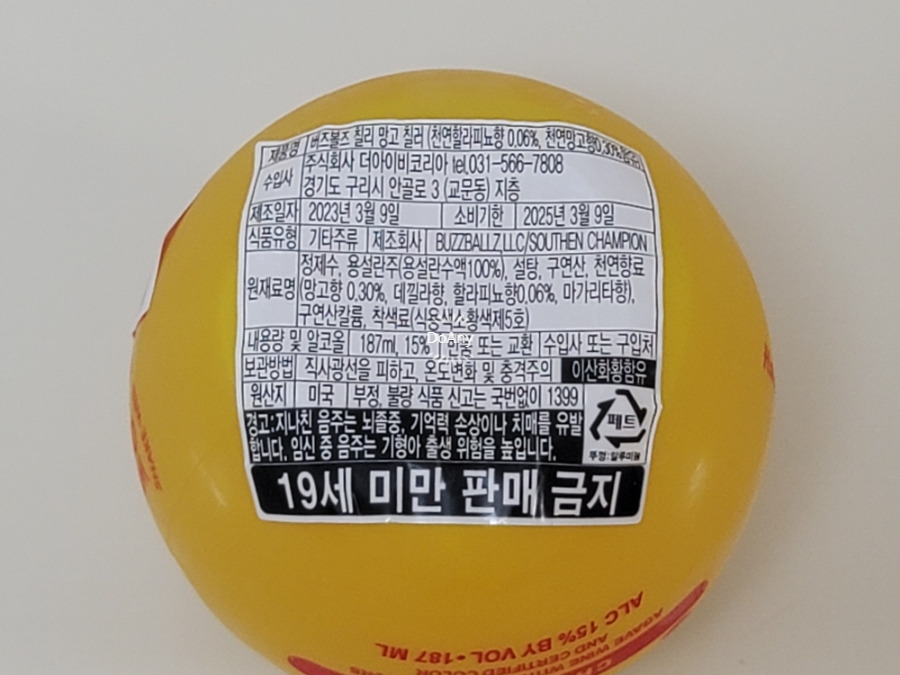 제품명 버즈볼즈 칠리 망고 칠러 (천연할라피뇨향 0.06%, 천연망고향0.30%함유)
수입사 주식회사 더아이비코리아 tel.031-566-7808
경기도 구리시 안골로 3 (교문동) 지층
제조일자 2023년 3월 9일 소비기한 2025년 3월 9일
식품유형 기타주류 제조회사 BUZZBALLZ,LLC/SOUTHEN CHAMPION
원재료명 정제수, 용설란주(용설란수액100%), 설탕, 구연산, 천연향료
(망고향 0.30%, 데낄라향, 할라피뇨향0.06%, 마가리타향),
구연산칼륨, 착색료(식용색소황색제5호)
DoAny
내용량 및 알코올 187ml, 15% 반품 또는 교환 수입사 또는 구입처
보관방법 직사광선을 피하고, 온도변화 및 충격주의 이산화황함유
원산지 미국 부정, 불량 식품 신고는 국번없이 1399
경고:지나친 음주는 뇌졸중, 기억력 손상이나 치매를 유발
합니다. 임신 중 음주는 기형아 출생 위험을 높입니다.
페트
뚜껑:알루미늄
19세 미만 판매 금지
ALC 15% BY VOL • 187 ML
AGAVE WINE WITH
AND CERTIFIED COLOR